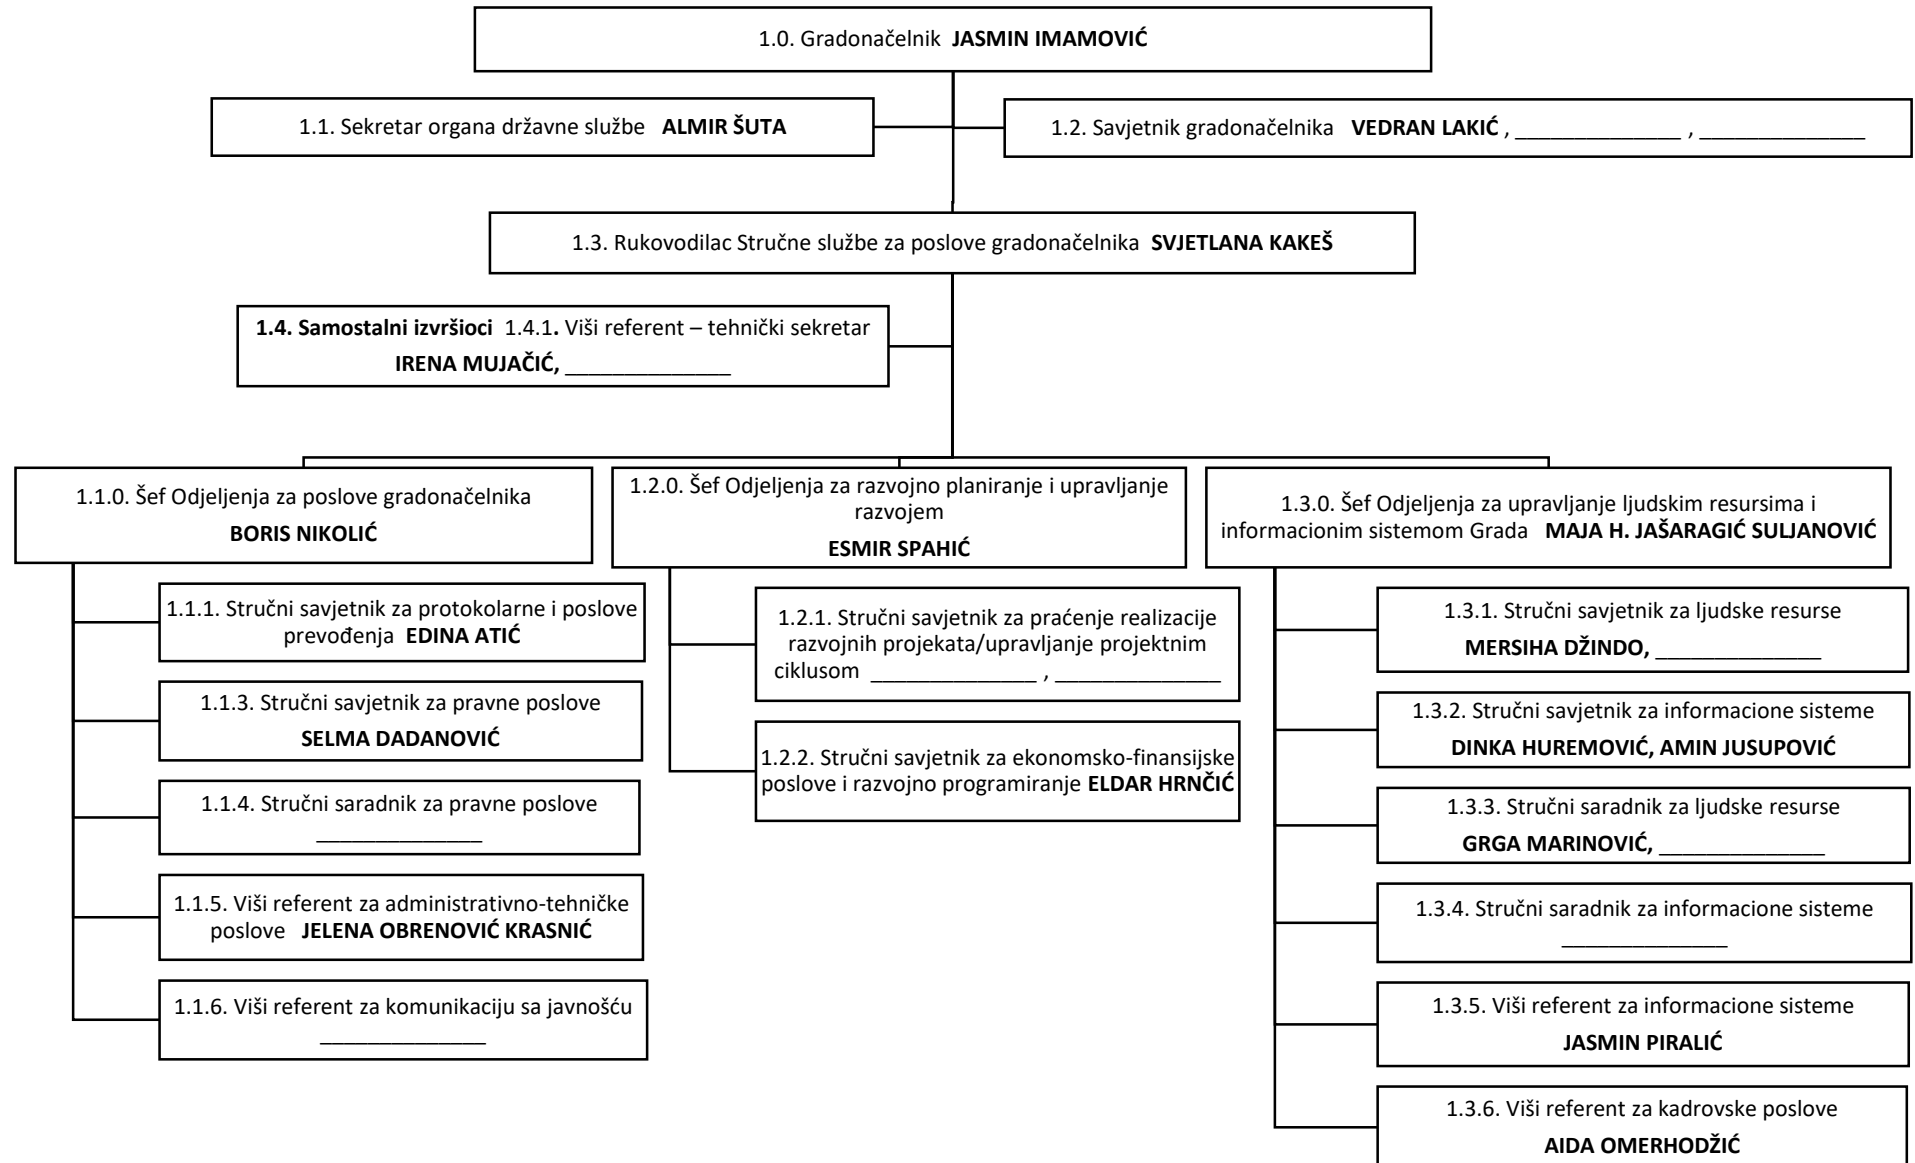 1.0. Gradonačelnik JASMIN IMAMOVIĆ
1.1. Sekretar organa državne službe ALMIR ŠUTA
1.2. Savjetnik gradonačelnika VEDRAN LAKIĆ , ______________ , ______________
1.3. Rukovodilac Stručne službe za poslove gradonačelnika SVJETLANA KAKEŠ
1.4. Samostalni izvršioci 1.4.1. Viši referent – tehnički sekretar
IRENA MUJAČIĆ, ______________
1.1.0. Šef Odjeljenja za poslove gradonačelnika
BORIS NIKOLIĆ
1.1.1. Stručni savjetnik za protokolarne i poslove
prevođenja EDINA ATIĆ
1.1.3. Stručni savjetnik za pravne poslove
SELMA DADANOVIĆ
1.1.4. Stručni saradnik za pravne poslove
______________
1.1.5. Viši referent za administrativno-tehničke
poslove JELENA OBRENOVIĆ KRASNIĆ
1.1.6. Viši referent za komunikaciju sa javnošću
______________
1.2.0. Šef Odjeljenja za razvojno planiranje i upravljanje
razvojem
ESMIR SPAHIĆ
1.2.1. Stručni savjetnik za praćenje realizacije
razvojnih projekata/upravljanje projektnim
ciklusom ______________ , ______________
1.2.2. Stručni savjetnik za ekonomsko-finansijske
poslove i razvojno programiranje ELDAR HRNČIĆ
1.3.0. Šef Odjeljenja za upravljanje ljudskim resursima i
informacionim sistemom Grada MAJA H. JAŠARAGIĆ SULJANOVIĆ
1.3.1. Stručni savjetnik za ljudske resurse
MERSIHA DŽINDO, ______________
1.3.2. Stručni savjetnik za informacione sisteme
DINKA HUREMOVIĆ, AMIN JUSUPOVIĆ
1.3.3. Stručni saradnik za ljudske resurse
GRGA MARINOVIĆ, ______________
1.3.4. Stručni saradnik za informacione sisteme
______________
1.3.5. Viši referent za informacione sisteme
JASMIN PIRALIĆ
1.3.6. Viši referent za kadrovske poslove
AIDA OMERHODŽIĆ